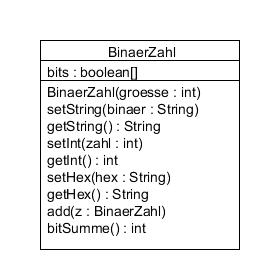 BinaerZahl
bits : boolean[]
BinaerZahl(groesse : int)
setString(binaer : String)
getString() : String
setInt(zahl : int)
getInt() : int
setHex(hex : String)
getHex() : String
add(z : BinaerZahl)
bitSumme() : int